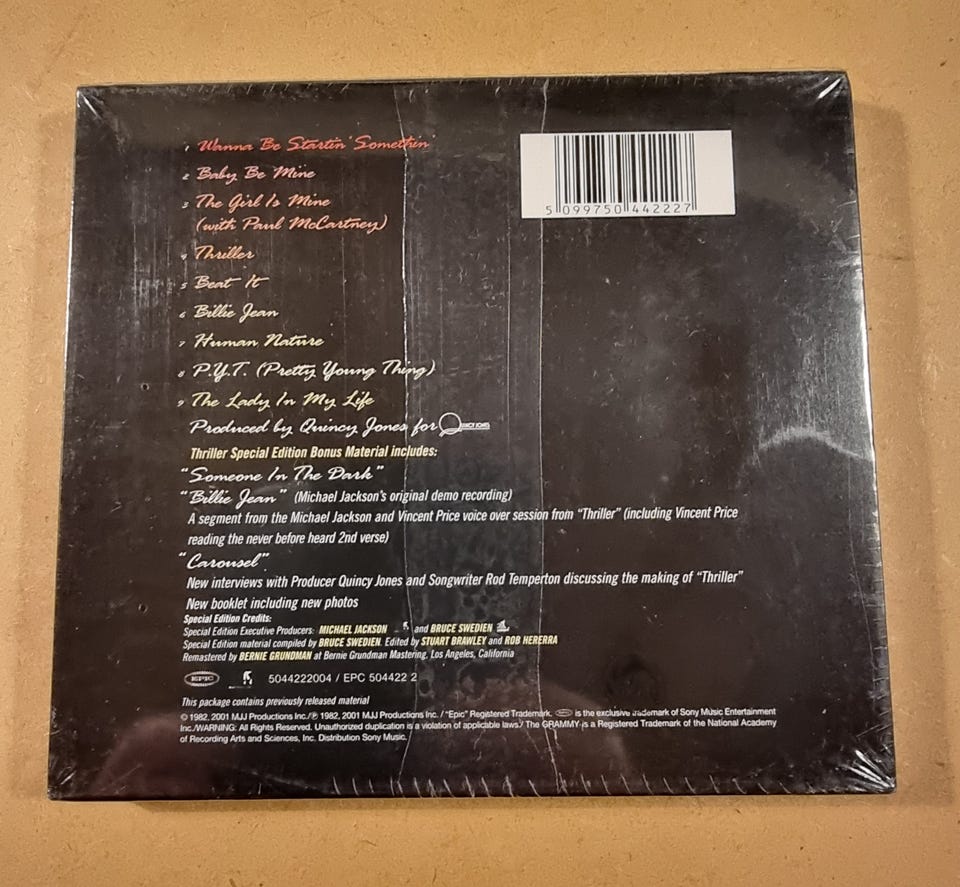 1 Wanna Be Startin' Somethin'
2 Baby Be Mine
3 The Girl Is Mine
(with Paul McCartney)
4 Thriller
5 Beat It
6 Billie Jean
7 Human Nature
8 P.Y.T. (Pretty Young Thing)
9 The Lady In My Life
Produced by Quincy Jones for QUINCY JONES
Thriller Special Edition Bonus Material includes:
"Someone In The Dark"
"Billie Jean" (Michael Jackson's original demo recording)
A segment from the Michael Jackson and Vincent Price voice over session from "Thriller" (including Vincent Price
reading the never before heard 2nd verse)
"Carousel"
New interviews with Producer Quincy Jones and Songwriter Rod Temperton discussing the making of "Thriller"
New booklet including new photos
Special Edition Credits:
Special Edition Executive Producers: MICHAEL JACKSON and BRUCE SWEDIEN
Special Edition material compiled by BRUCE SWEDIEN. Edited by STUART BRAWLEY and ROB HERERRA
Remastered by BERNIE GRUNDMAN at Bernie Grundman Mastering, Los Angeles, California
EPIC 5044222004 / EPC 504422 2
This package contains previously released material
© 1982, 2001 MJJ Productions Inc./℗ 1982, 2001 MJJ Productions Inc. / "Epic" Registered Trademark. EPIC is the exclusive trademark of Sony Music Entertainment
Inc./WARNING: All Rights Reserved. Unauthorized duplication is a violation of applicable laws./ The GRAMMY is a Registered Trademark of the National Academy
of Recording Arts and Sciences, Inc. Distribution Sony Music.
5 099750 442227